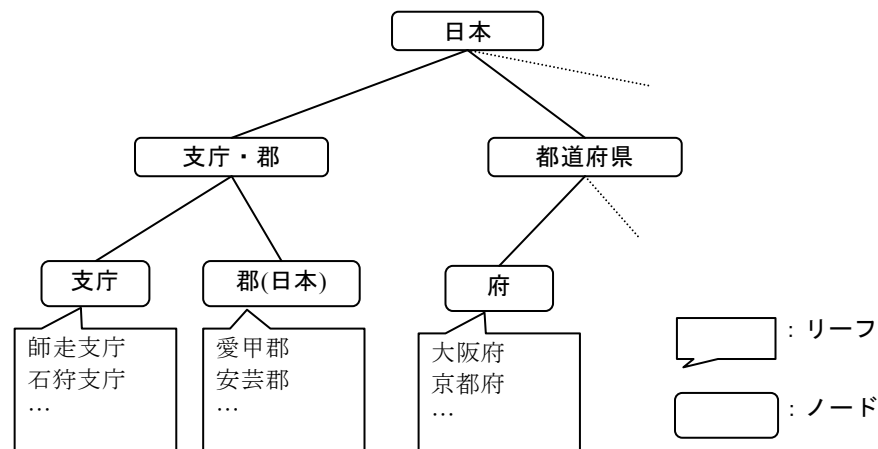 日本
支庁・郡
都道府県
支庁
郡(日本)
府
師走支庁
石狩支庁
…
愛甲郡
安芸郡
…
大阪府
京都府
…
：リーフ
：ノード